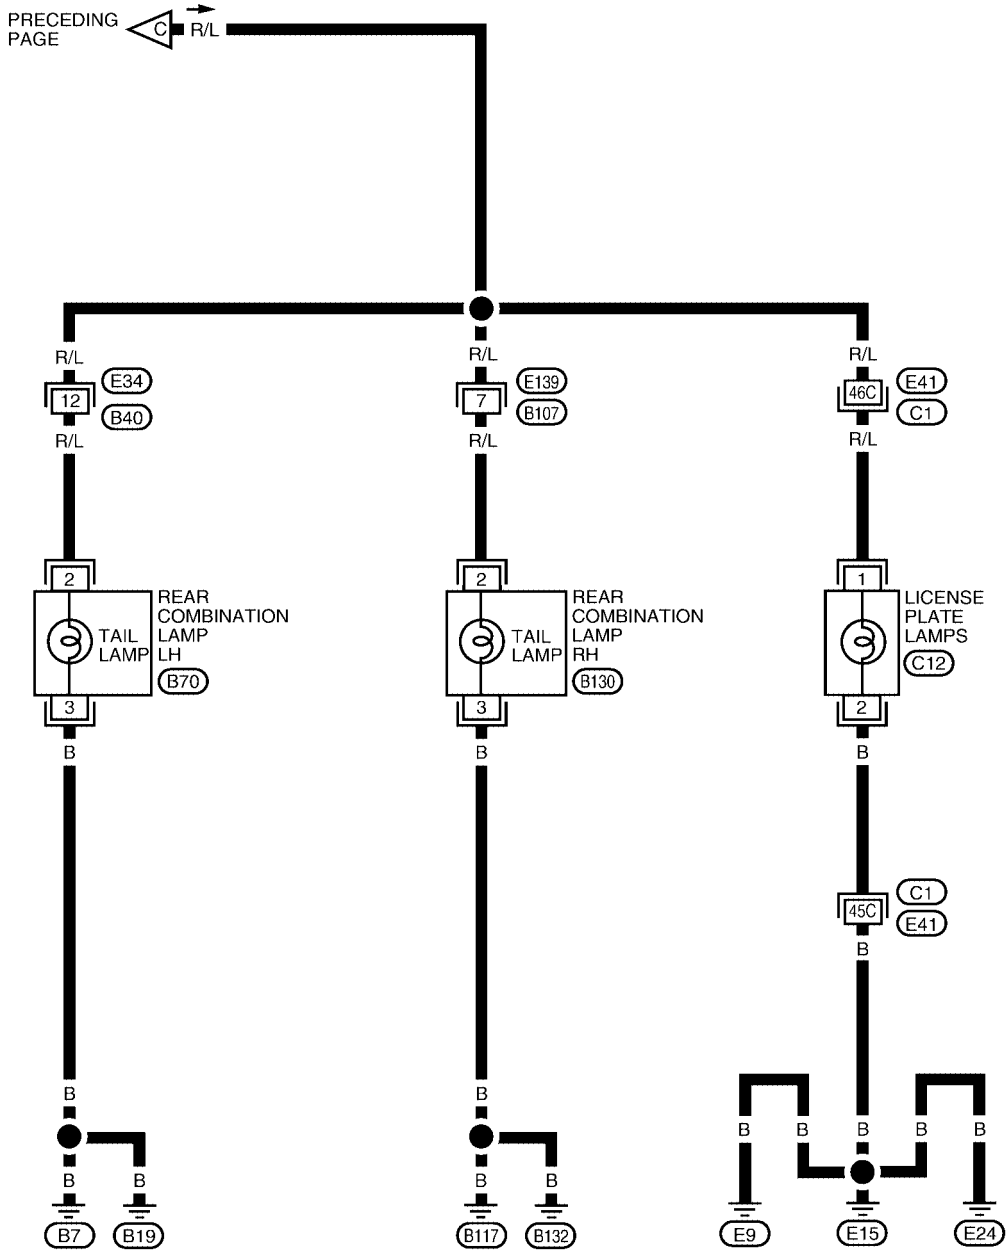 PRECEDING
PAGE
C
R/L
R/L
R/L
R/L
12
E34
B40
7
E139
B107
46C
E41
C1
R/L
R/L
R/L
2
2
1
TAIL
LAMP
REAR
COMBINATION
LAMP
LH
B70
TAIL
LAMP
REAR
COMBINATION
LAMP
RH
B130
LICENSE
PLATE
LAMPS
C12
3
3
2
B
B
B
45C
C1
E41
B
B
B
B
B
B
B
B
B
B
B
B
B
B7
B19
B117
B132
E9
E15
E24